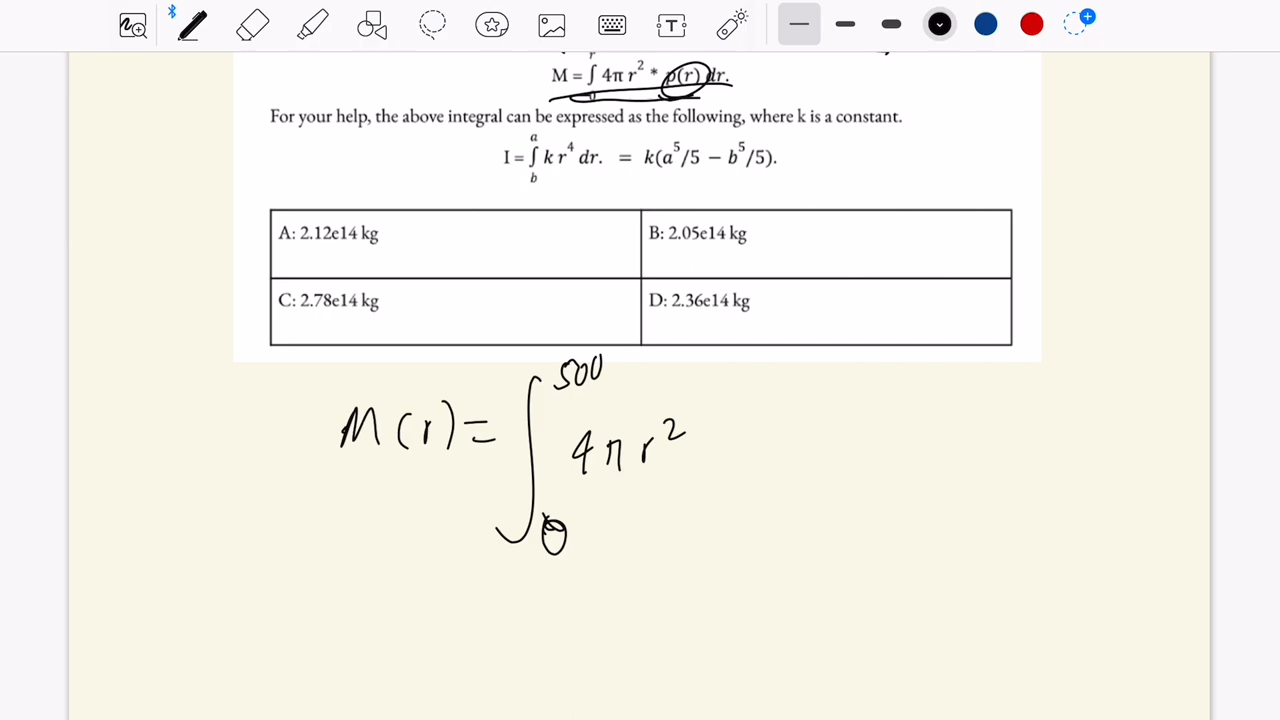 r
M = ∫ 4π r² * p(r) dr.
0
For your help, the above integral can be expressed as the following, where k is a constant.
a
I = ∫ k r⁴ dr. = k(a⁵/5 − b⁵/5).
b
A: 2.12e14 kg
B: 2.05e14 kg
C: 2.78e14 kg
D: 2.36e14 kg
500
M(r) = ∫ 4πr²
0